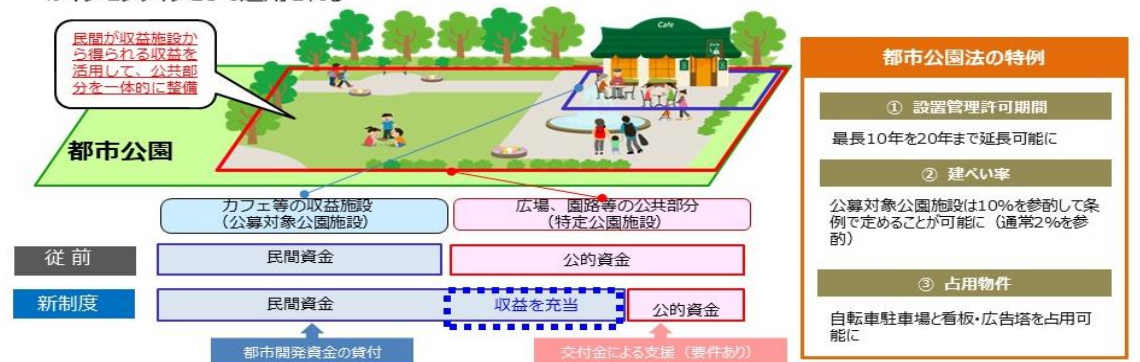 民間が収益施設か
ら得られる収益を
活用して、公共部
分を一体的に整備
Cafe
都市公園
カフェ等の収益施設
（公募対象公園施設）
広場、園路等の公共部分
（特定公園施設）
従前
民間資金
公的資金
新制度
民間資金
収益を充当
公的資金
都市開発資金の貸付
交付金による支援（要件あり）
都市公園法の特例
① 設置管理許可期間
最長10年を20年まで延長可能に
② 建ぺい率
公募対象公園施設は10%を参酌して条
例で定めることが可能に（通常2%を参
酌）
③ 占用物件
自転車駐車場と看板・広告塔を占用可
能に